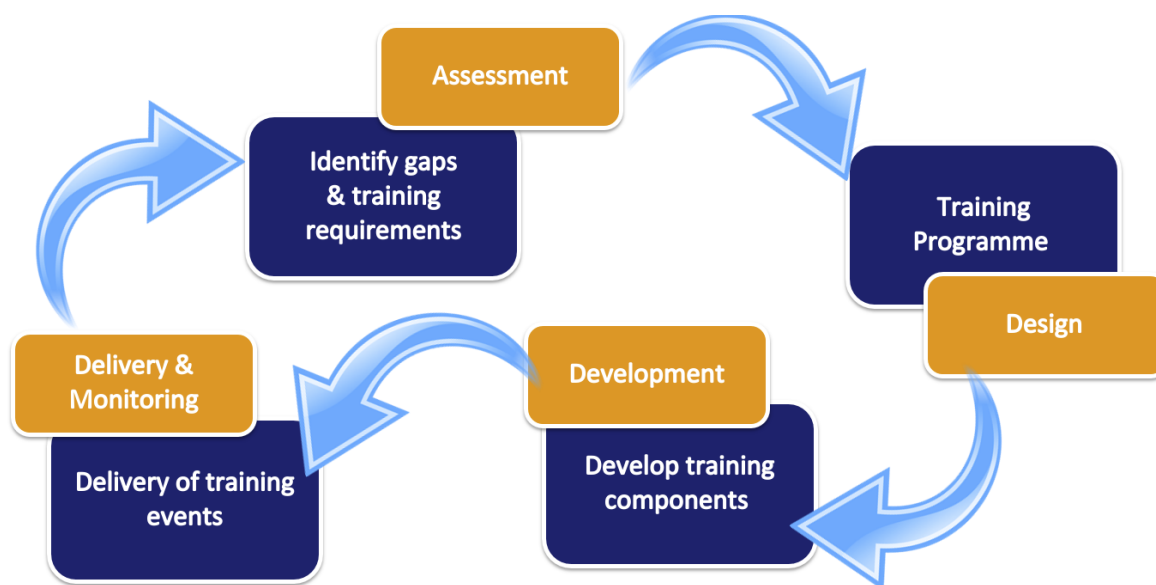 Assessment
Identify gaps
& training
requirements
Training
Programme
Design
Development
Develop training
components
Delivery &
Monitoring
Delivery of training
events